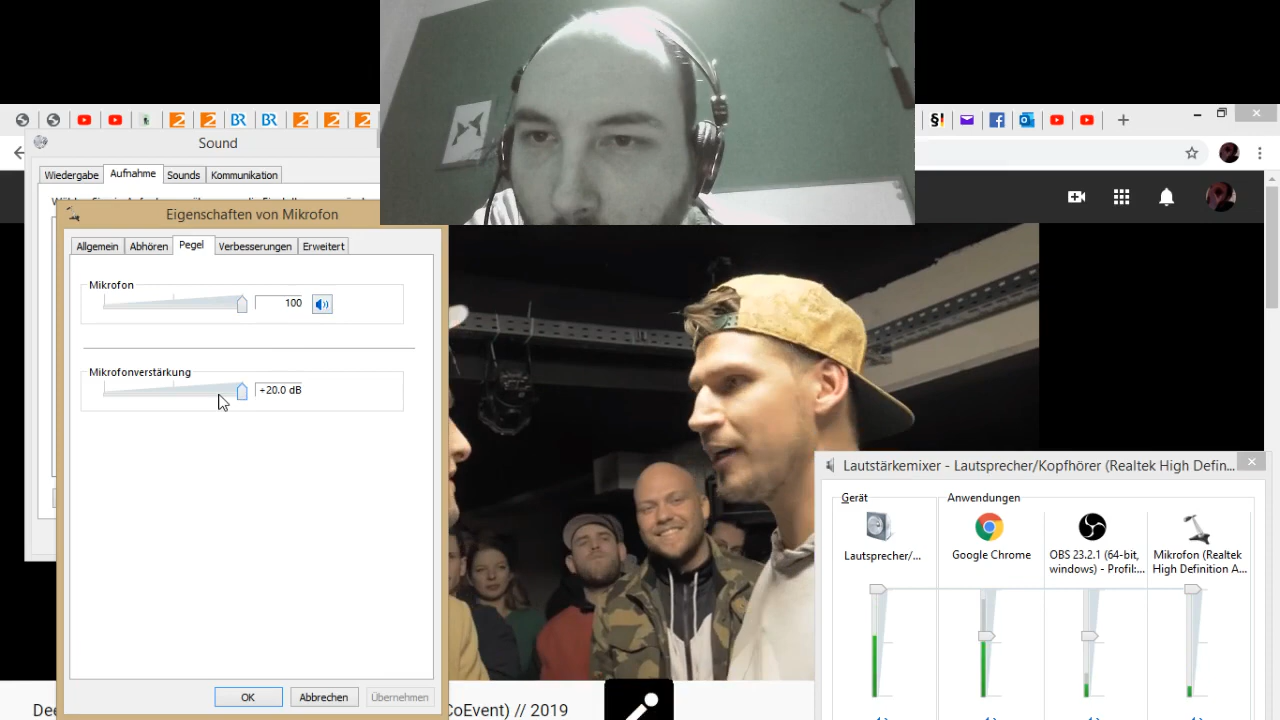 Sound
Wiedergabe Aufnahme Sounds Kommunikation
Eigenschaften von Mikrofon
Allgemein Abhören Pegel Verbesserungen Erweitert
Mikrofon
100
Mikrofonverstärkung
+20.0 dB
OK Abbrechen Übernehmen
BR BR
§!
Lautstärkemixer - Lautsprecher/Kopfhörer (Realtek High Defin...
Gerät Anwendungen
Lautsprecher/...
Google Chrome
OBS 23.2.1 (64-bit,
windows) - Profil:...
Mikrofon (Realtek
High Definition A...
CoEvent) // 2019